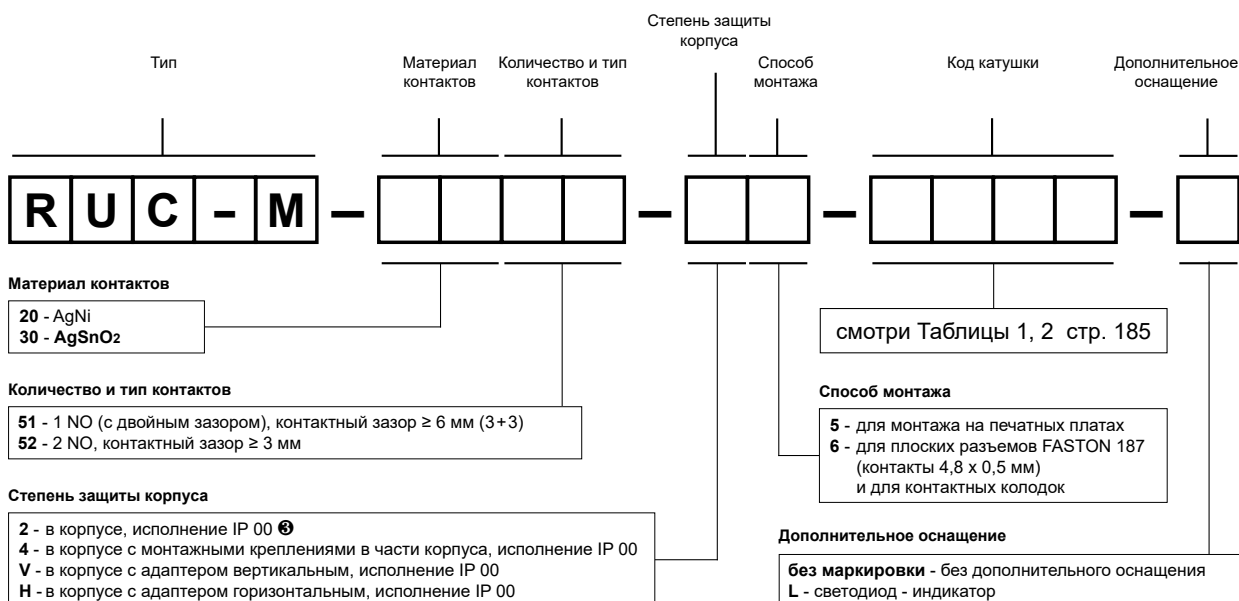 Степень защиты
корпуса
Тип
Материал
контактов
Количество и тип
контактов
Способ
монтажа
Код катушки
Дополнительное
оснащение
R U C - M – – – –
Материал контактов
20 - AgNi
30 - AgSnO2
смотри Таблицы 1, 2 стр. 185
Количество и тип контактов
51 - 1 NO (с двойным зазором), контактный зазор ≥ 6 мм (3+3)
52 - 2 NO, контактный зазор ≥ 3 мм
Способ монтажа
5 - для монтажа на печатных платах
6 - для плоских разъемов FASTON 187
(контакты 4,8 x 0,5 мм)
и для контактных колодок
Степень защиты корпуса
2 - в корпусе, исполнение IP 00 ❸
4 - в корпусе с монтажными креплениями в части корпуса, исполнение IP 00
V - в корпусе с адаптером вертикальным, исполнение IP 00
H - в корпусе с адаптером горизонтальным, исполнение IP 00
Дополнительное оснащение
без маркировки - без дополнительного оснащения
L - светодиод - индикатор